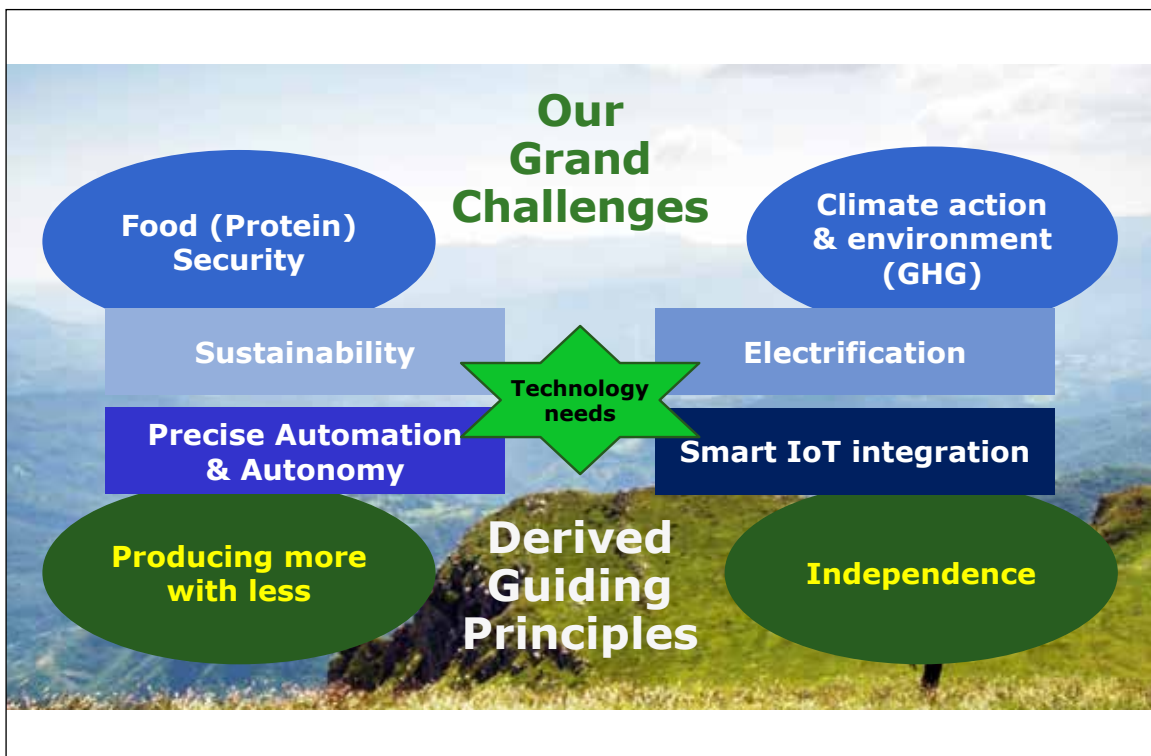 Our
Grand
Challenges
Food (Protein)
Security
Climate action
& environment
(GHG)
Sustainability
Electrification
Technology
needs
Precise Automation
& Autonomy
Smart IoT integration
Derived
Guiding
Principles
Producing more
with less
Independence